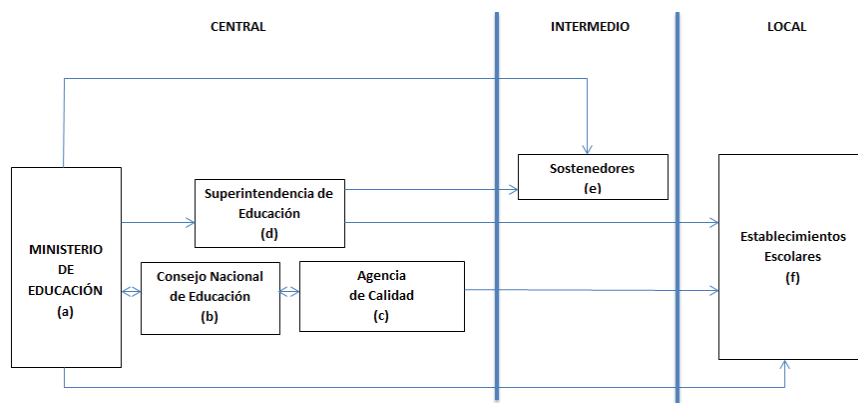 CENTRAL
INTERMEDIO
LOCAL
MINISTERIO
DE
EDUCACIÓN
(a)
Superintendencia de
Educación
(d)
Consejo Nacional
de Educación
(b)
Agencia
de Calidad
(c)
Sostenedores
(e)
Establecimientos
Escolares
(f)